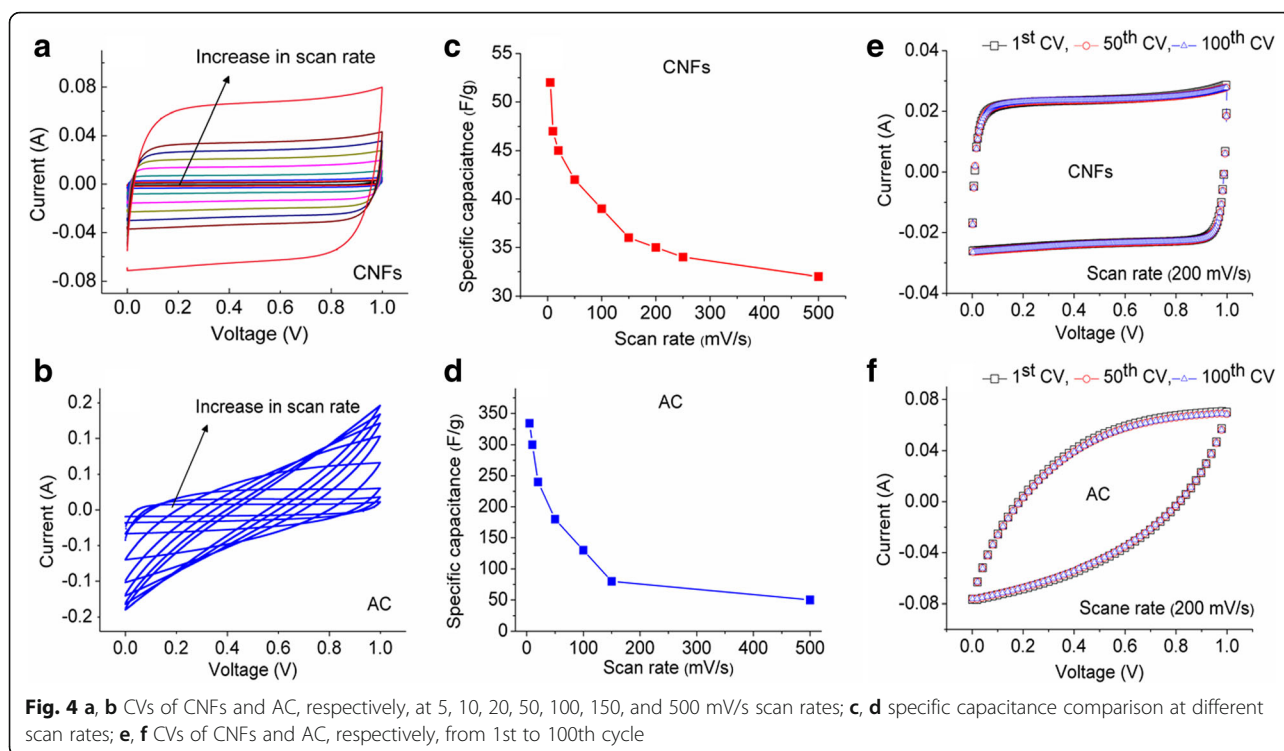 a
Increase in scan rate
CNFs
Current (A)
0.08
0.04
0.00
-0.04
-0.08
0.0 0.2 0.4 0.6 0.8 1.0
Voltage (V)
c
CNFs
Specific capaciatnce (F/g)
55
50
45
40
35
30
0 100 200 300 400 500
Scan rate (mV/s)
e
1st CV, 50th CV, 100th CV
CNFs
Scan rate (200 mV/s)
Current (A)
0.04
0.02
0.00
-0.02
-0.04
0.0 0.2 0.4 0.6 0.8 1.0
Voltage (V)
b
Increase in scan rate
AC
Current (A)
0.2
0.1
0.1
0.0
-0.1
-0.1
-0.2
0.0 0.2 0.4 0.6 0.8 1.0
Voltage (V)
d
AC
Specific capacitance (F/g)
350
300
250
200
150
100
50
0
0 100 200 300 400 500
Scan rate (mV/s)
f
1st CV, 50th CV, 100th CV
AC
Scane rate (200 mV/s)
Current (A)
0.08
0.04
0.00
-0.04
-0.08
0.0 0.2 0.4 0.6 0.8 1.0
Voltage (V)
Fig. 4 a, b CVs of CNFs and AC, respectively, at 5, 10, 20, 50, 100, 150, and 500 mV/s scan rates; c, d specific capacitance comparison at different
scan rates; e, f CVs of CNFs and AC, respectively, from 1st to 100th cycle